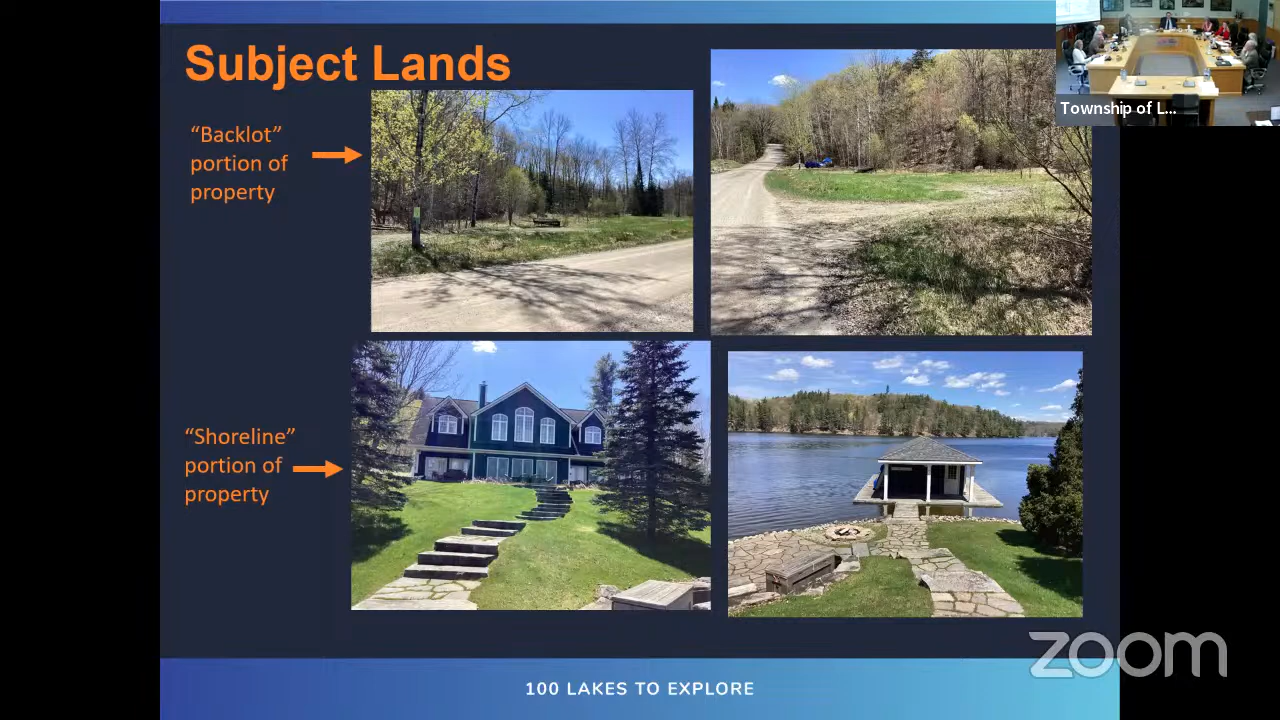 Subject Lands
“Backlot”
portion of
property
“Shoreline”
portion of
property
Township of L...
100 LAKES TO EXPLORE
zoom